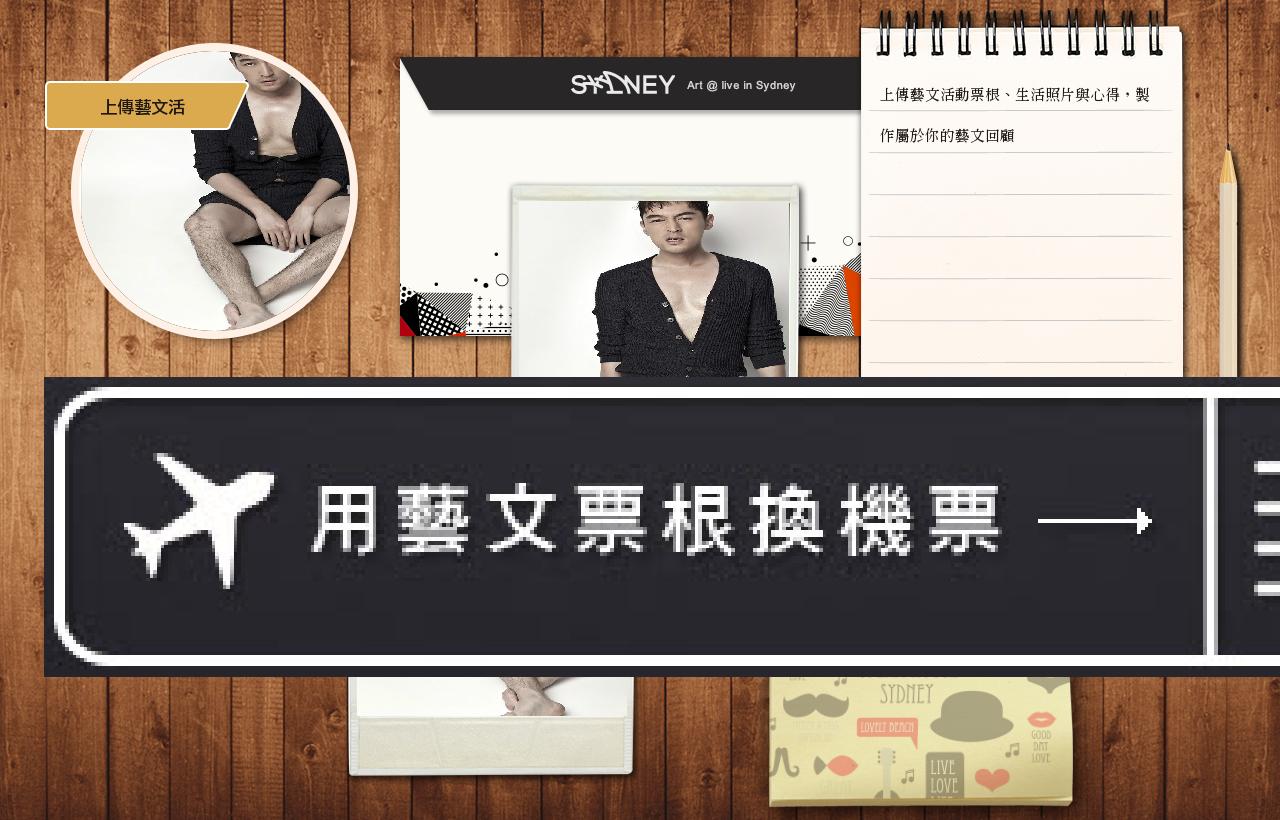 上傳藝文活
SYDNEY Art @ live in Sydney
上傳藝文活動票根、生活照片與心得，製
作屬於你的藝文回顧
用藝文票根換機票
SYDNEY
LOVELY BEACH
GOOD
DAY
LOVE
LIVE
LOVE